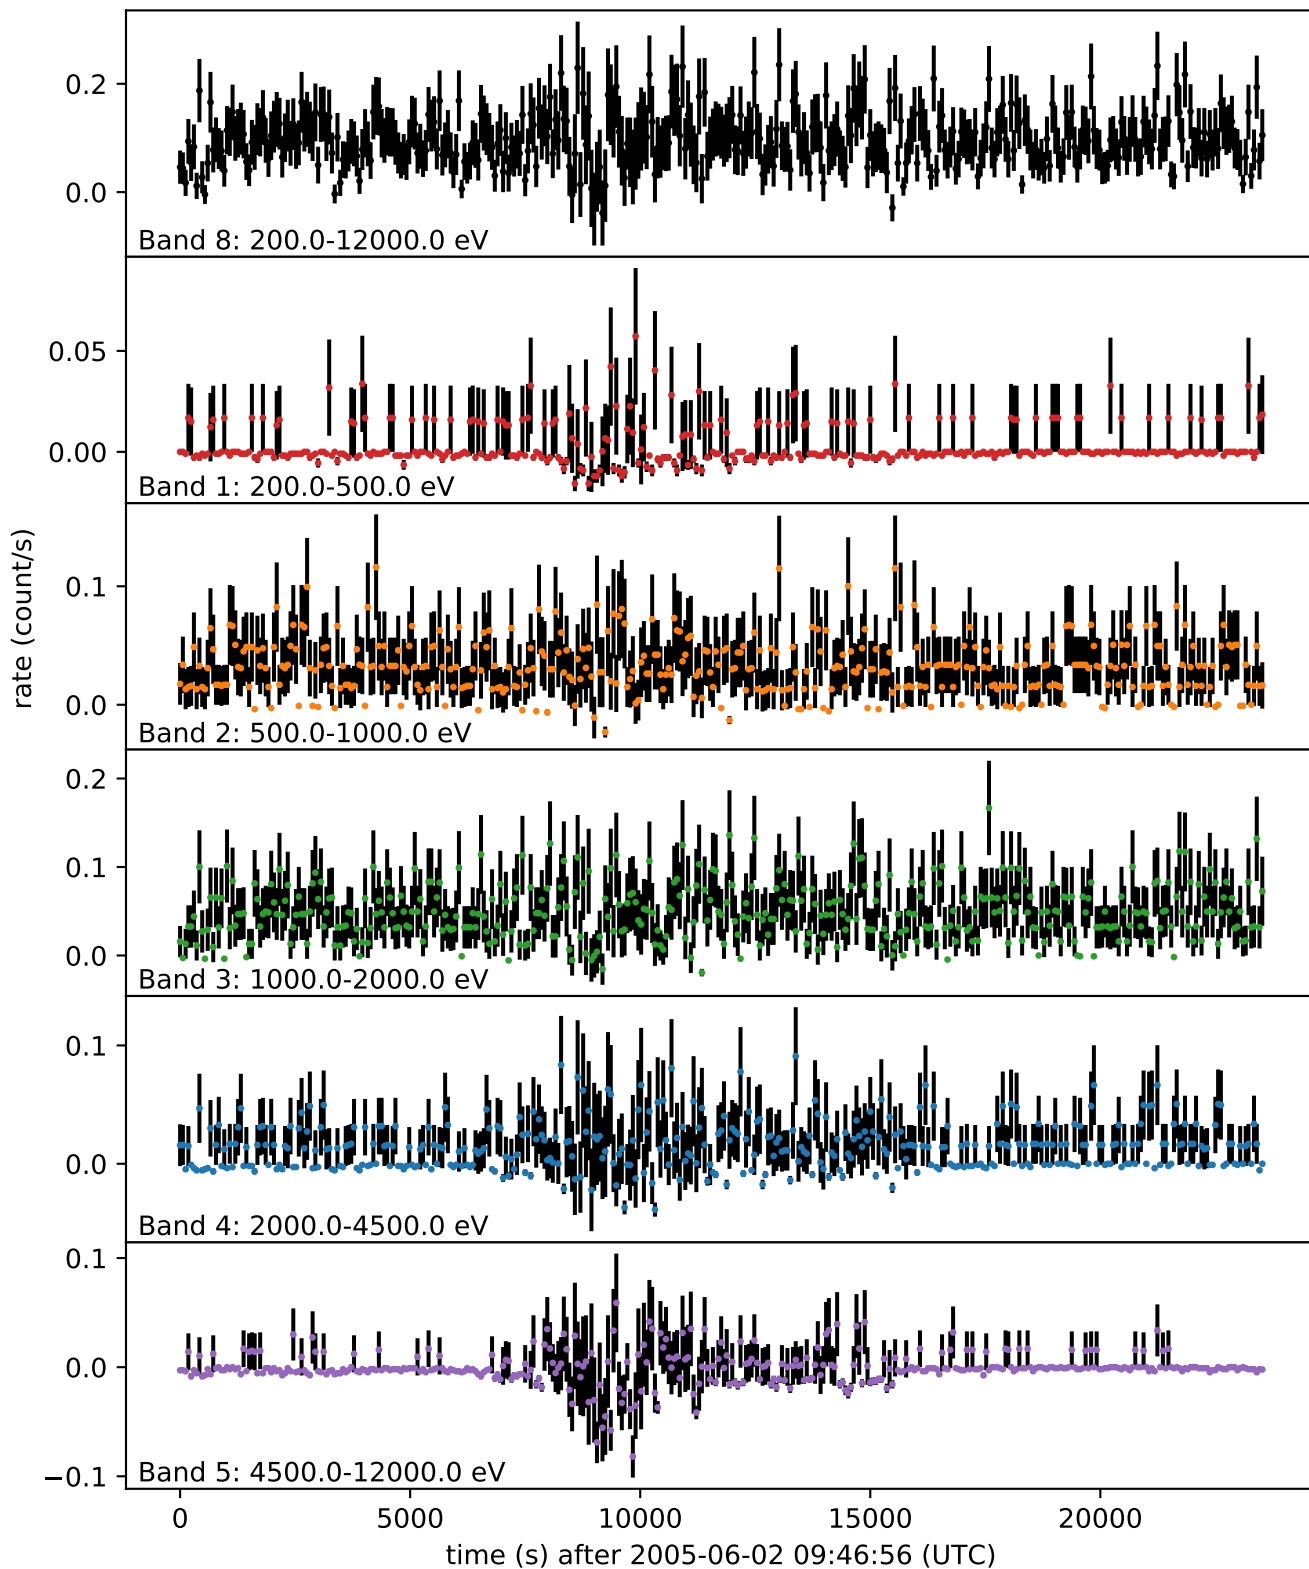 0.2
0.0
Band 8: 200.0-12000.0 eV
0.05
0.00
Band 1: 200.0-500.0 eV
0.1
0.0
Band 2: 500.0-1000.0 eV
rate (count/s)
0.2
0.1
0.0
Band 3: 1000.0-2000.0 eV
0.1
0.0
Band 4: 2000.0-4500.0 eV
0.1
0.0
−0.1
Band 5: 4500.0-12000.0 eV
0 5000 10000 15000 20000
time (s) after 2005-06-02 09:46:56 (UTC)